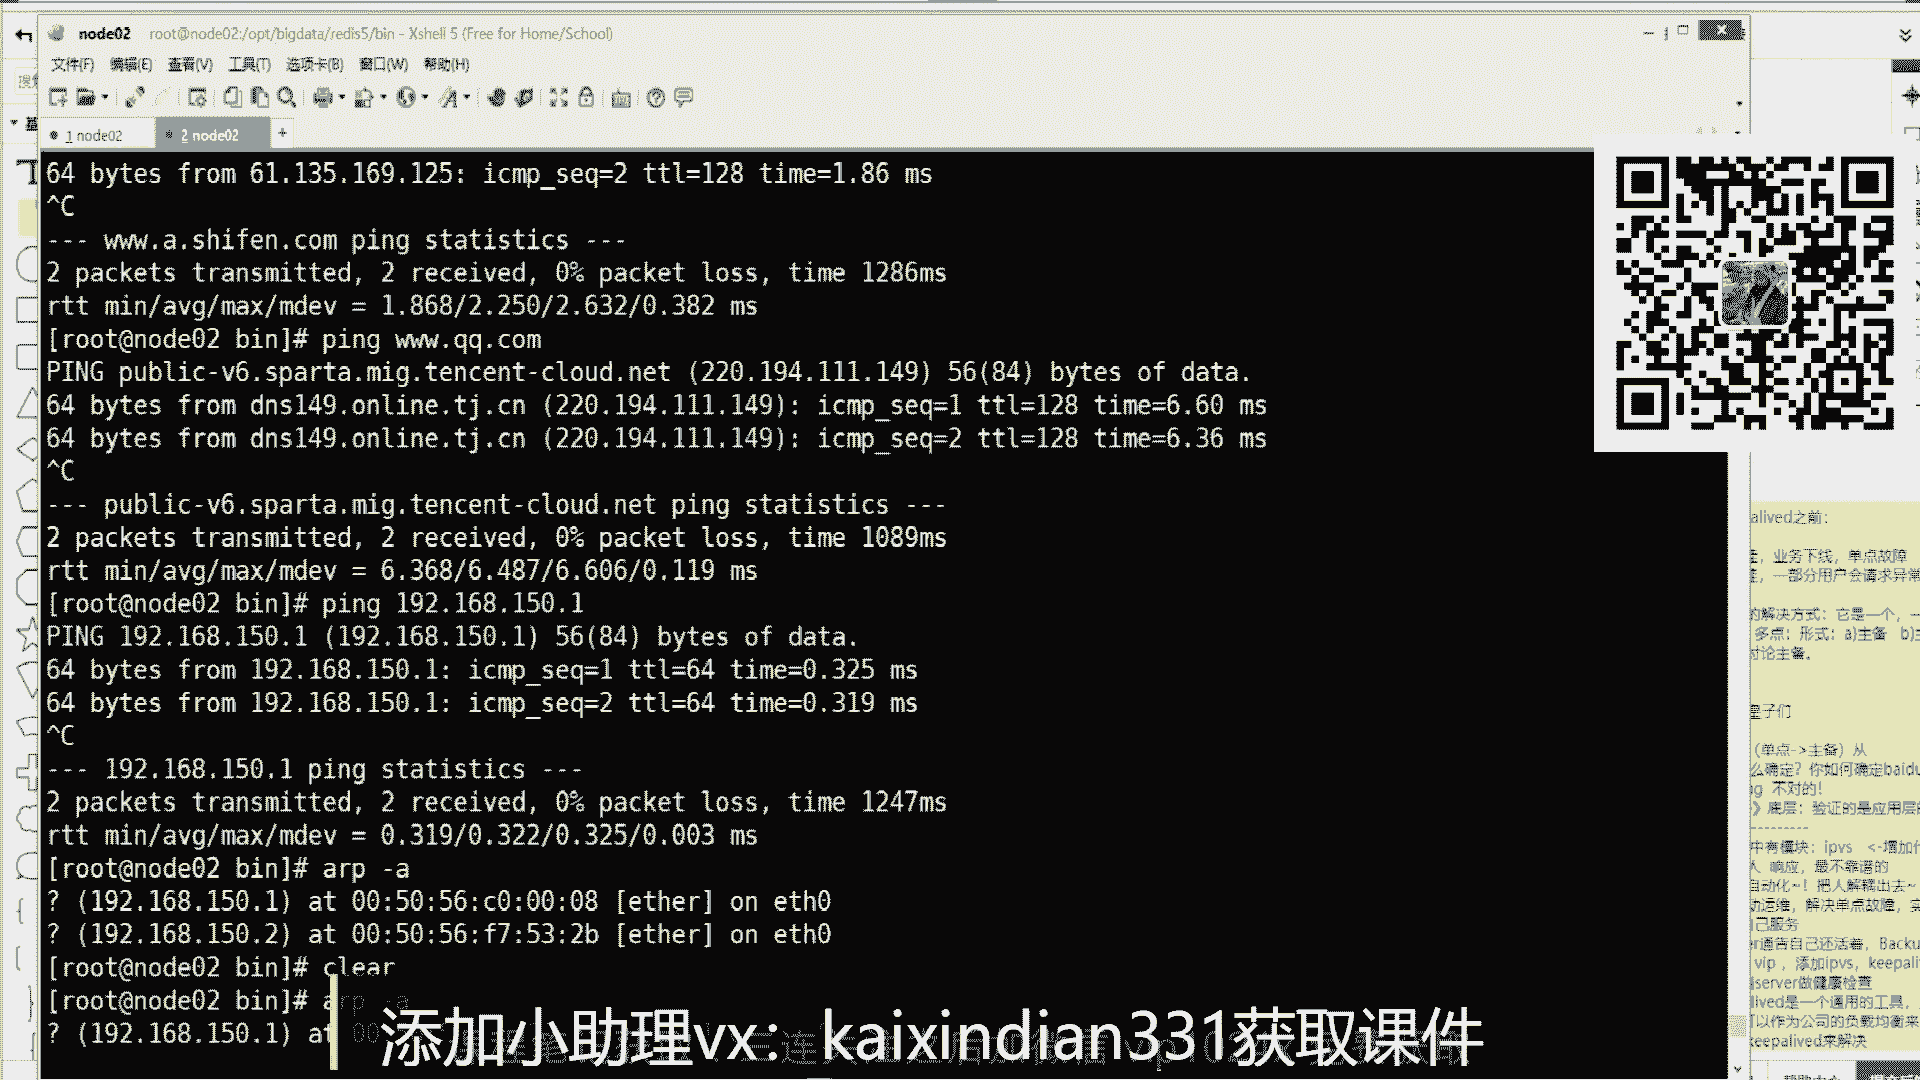 node02 root@node02:/opt/bigdata/redis5/bin - Xshell 5 (Free for Home/School)
文件(F) 编辑(E) 查看(V) 工具(T) 选项卡(B) 窗口(W) 帮助(H)
1 node02
2 node02
+
64 bytes from 61.135.169.125: icmp_seq=2 ttl=128 time=1.86 ms
^C
--- www.a.shifen.com ping statistics ---
2 packets transmitted, 2 received, 0% packet loss, time 1286ms
rtt min/avg/max/mdev = 1.868/2.250/2.632/0.382 ms
[root@node02 bin]# ping www.qq.com
PING public-v6.sparta.mig.tencent-cloud.net (220.194.111.149) 56(84) bytes of data.
64 bytes from dns149.online.tj.cn (220.194.111.149): icmp_seq=1 ttl=128 time=6.60 ms
64 bytes from dns149.online.tj.cn (220.194.111.149): icmp_seq=2 ttl=128 time=6.36 ms
^C
--- public-v6.sparta.mig.tencent-cloud.net ping statistics ---
2 packets transmitted, 2 received, 0% packet loss, time 1089ms
rtt min/avg/max/mdev = 6.368/6.487/6.606/0.119 ms
[root@node02 bin]# ping 192.168.150.1
PING 192.168.150.1 (192.168.150.1) 56(84) bytes of data.
64 bytes from 192.168.150.1: icmp_seq=1 ttl=64 time=0.325 ms
64 bytes from 192.168.150.1: icmp_seq=2 ttl=64 time=0.319 ms
^C
--- 192.168.150.1 ping statistics ---
2 packets transmitted, 2 received, 0% packet loss, time 1247ms
rtt min/avg/max/mdev = 0.319/0.322/0.325/0.003 ms
[root@node02 bin]# arp -a
? (192.168.150.1) at 00:50:56:c0:00:08 [ether] on eth0
? (192.168.150.2) at 00:50:56:f7:53:2b [ether] on eth0
[root@node02 bin]# clear
[root@node02 bin]# arp -a
? (192.168.150.1) at 00
添加小助理vx：kaixindian331获取课件
alived之前：
业务下线，单点故障
一部分用户会请求异常
的解决方式：它是一个，
多点：形式：a)主备 b)
讨论主备。
子们
（单点->主备）从
么确定？你如何确定baidu
ng 不对的！
》底层：验证的是应用层
----------
中有模块：ipvs <-增加
人 响应，最不靠谱的
自动化~！把人解耦出去~
动运维，解决单点故障，实
己服务
er通告自己还活着，Backu
vip，添加ipvs，keepali
server做健康检查
lived是一个通用的工具，
可以作为公司的负载均衡来
keepalived来解决